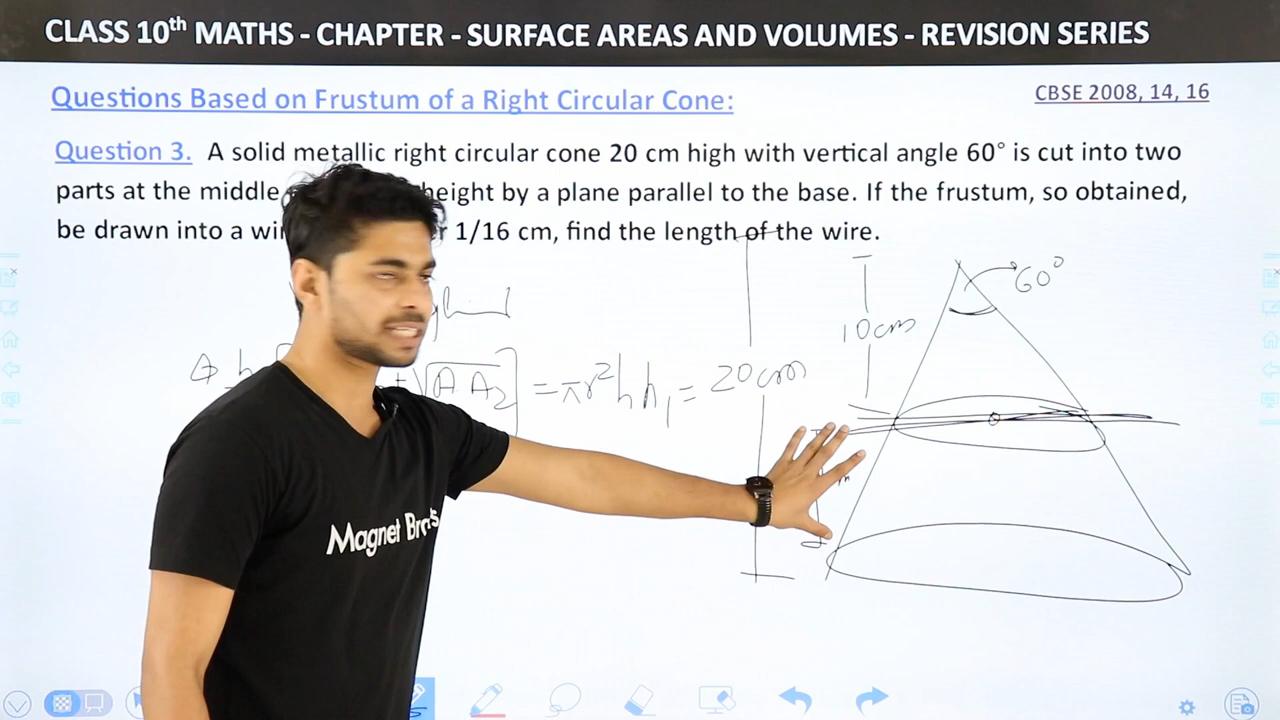 CLASS 10th MATHS - CHAPTER - SURFACE AREAS AND VOLUMES - REVISION SERIES
Questions Based on Frustum of a Right Circular Cone:
CBSE 2008, 14, 16
Question 3. A solid metallic right circular cone 20 cm high with vertical angle 60° is cut into two
parts at the middle height by a plane parallel to the base. If the frustum, so obtained,
be drawn into a 1/16 cm, find the length of the wire.
60°
10cm
h √A A₂] = πr²h h₁ = 20cm
Magnet Bro's